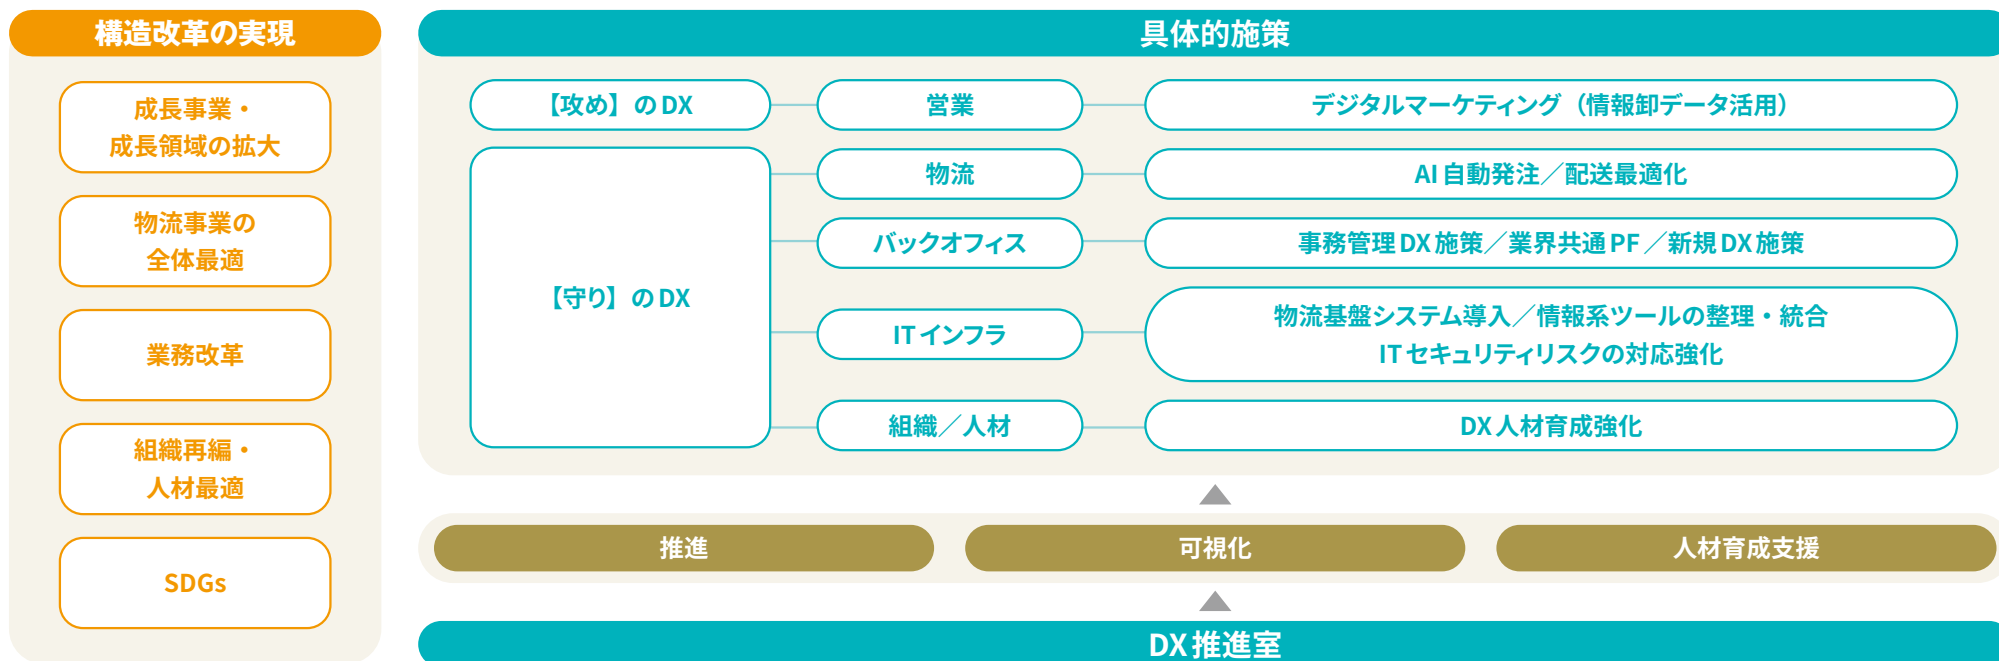 構造改革の実現
成長事業・
成長領域の拡大
物流事業の
全体最適
業務改革
組織再編・
人材最適
SDGs
具体的施策
【攻め】のDX
営業
デジタルマーケティング（情報卸データ活用）
【守り】のDX
物流
AI自動発注／配送最適化
バックオフィス
事務管理DX施策／業界共通PF／新規DX施策
ITインフラ
物流基盤システム導入／情報系ツールの整理・統合
ITセキュリティリスクの対応強化
組織／人材
DX人材育成強化
推進
可視化
人材育成支援
DX推進室